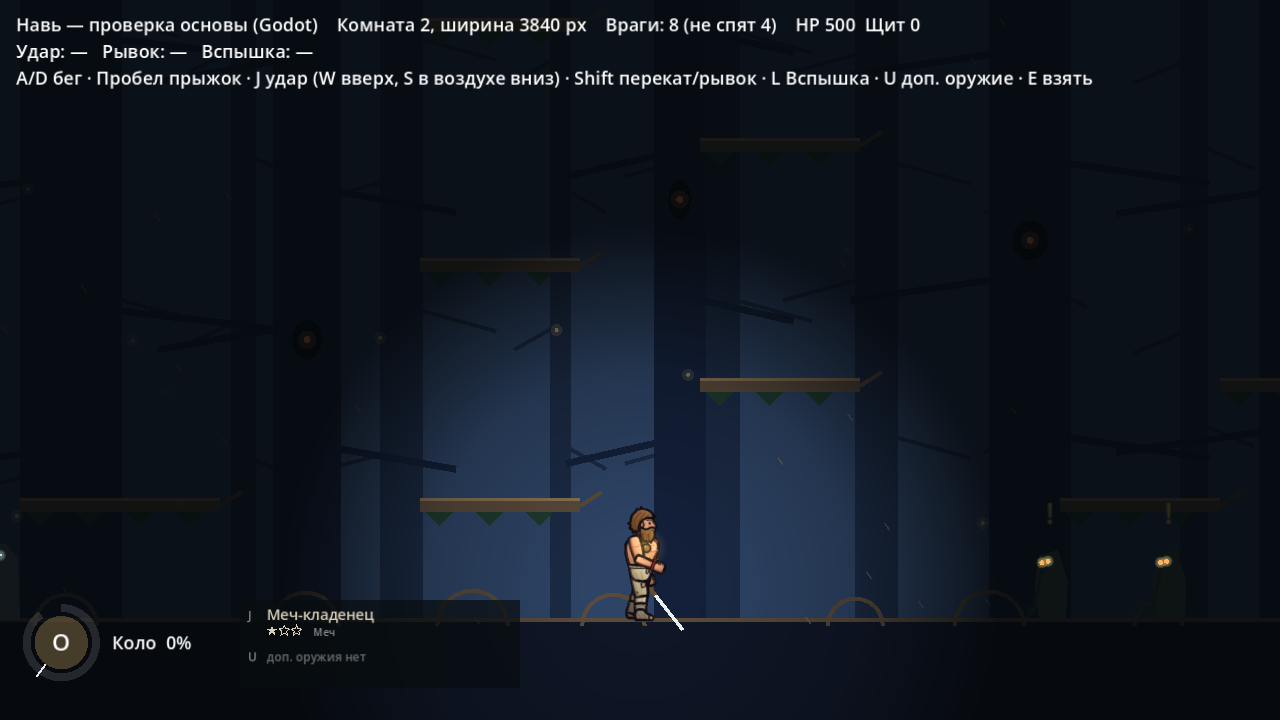 Навь — проверка основы (Godot) Комната 2, ширина 3840 px Враги: 8 (не спят 4) HP 500 Щит 0
Удар: — Рывок: — Вспышка: —
A/D бег · Пробел прыжок · J удар (W вверх, S в воздухе вниз) · Shift перекат/рывок · L Вспышка · U доп. оружие · E взять
! !
J Меч-кладенец
★☆☆ Меч
О Коло 0%
U доп. оружия нет